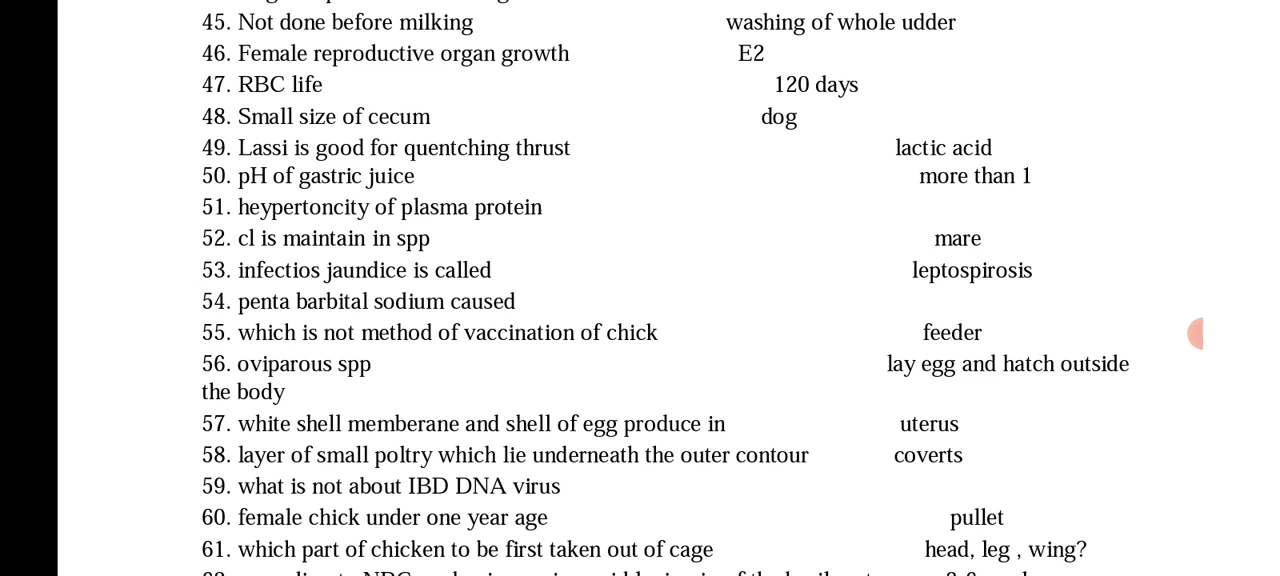 45. Not done before milking washing of whole udder
46. Female reproductive organ growth E2
47. RBC life 120 days
48. Small size of cecum dog
49. Lassi is good for quentching thrust lactic acid
50. pH of gastric juice more than 1
51. heypertoncity of plasma protein
52. cl is maintain in spp mare
53. infectios jaundice is called leptospirosis
54. penta barbital sodium caused
55. which is not method of vaccination of chick feeder
56. oviparous spp lay egg and hatch outside
the body
57. white shell memberane and shell of egg produce in uterus
58. layer of small poltry which lie underneath the outer contour coverts
59. what is not about IBD DNA virus
60. female chick under one year age pullet
61. which part of chicken to be first taken out of cage head, leg , wing?